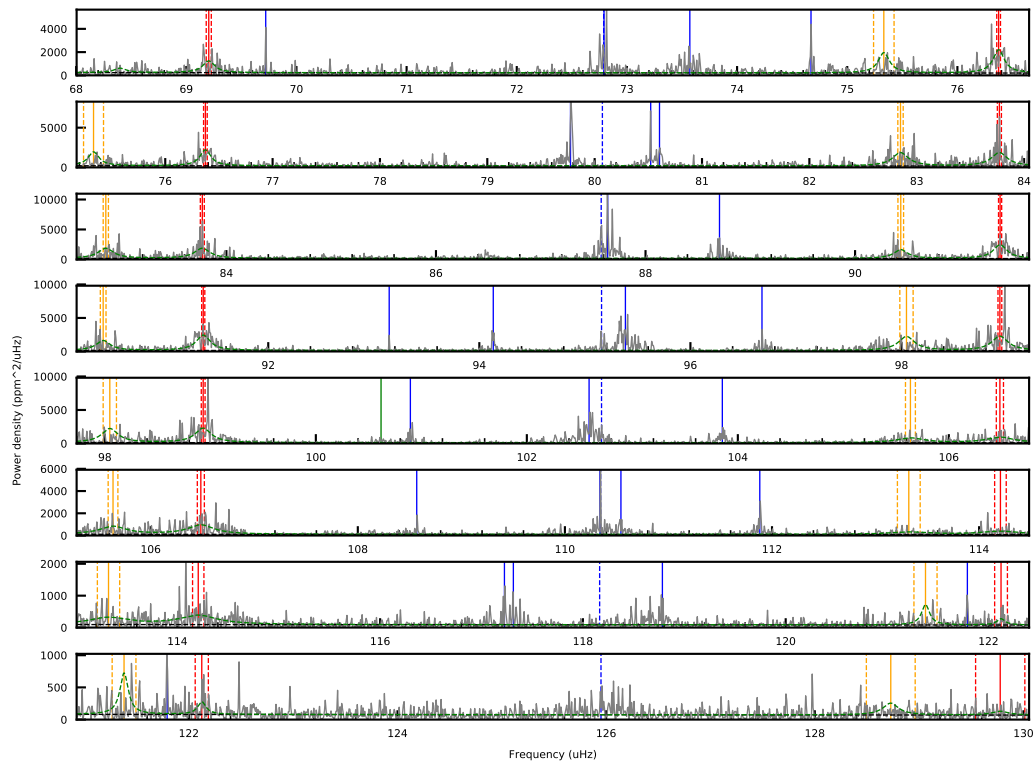 4000
2000
0
68 69 70 71 72 73 74 75 76
5000
0
76 77 78 79 80 81 82 83 84
10000
5000
0
84 86 88 90
10000
5000
0
92 94 96 98
10000
5000
0
98 100 102 104 106
6000
4000
2000
0
106 108 110 112 114
2000
1000
0
114 116 118 120 122
1000
500
0
122 124 126 128 130
Power density (ppm^2/uHz)
Frequency (uHz)